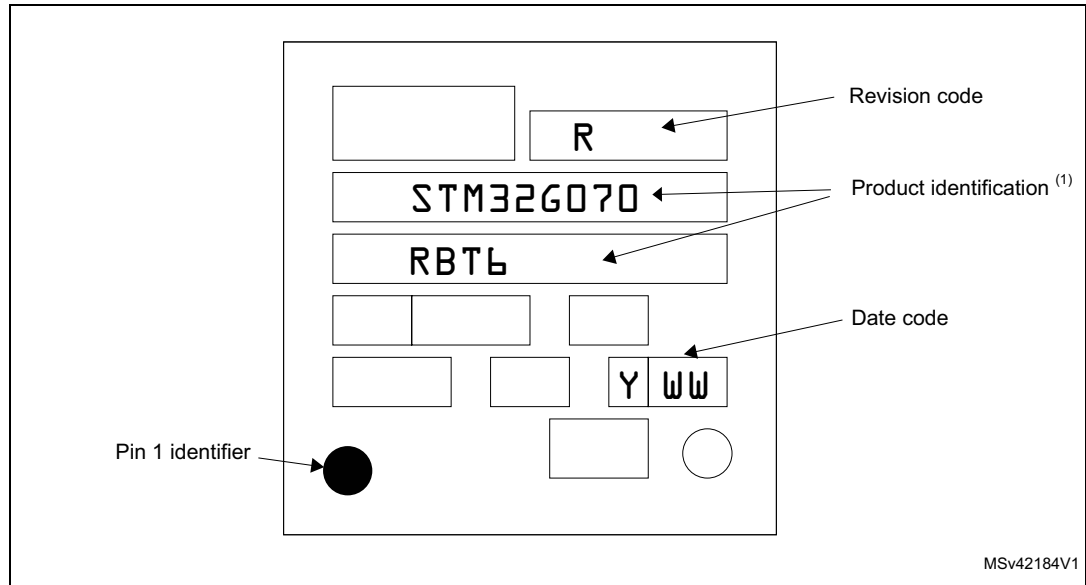 Revision code
R
STM32G070
Product identification (1)
RBT6
Date code
Y WW
Pin 1 identifier
MSv42184V1